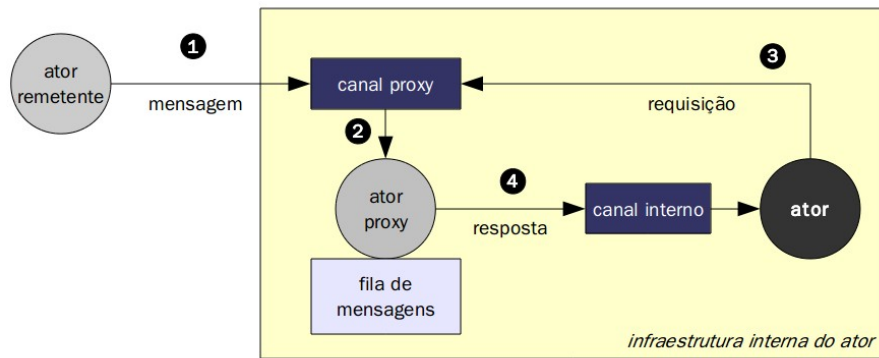 1
3
ator
remetente
mensagem
canal proxy
requisição
2
ator
proxy
4
resposta
canal interno
ator
fila de
mensagens
infraestrutura interna do ator